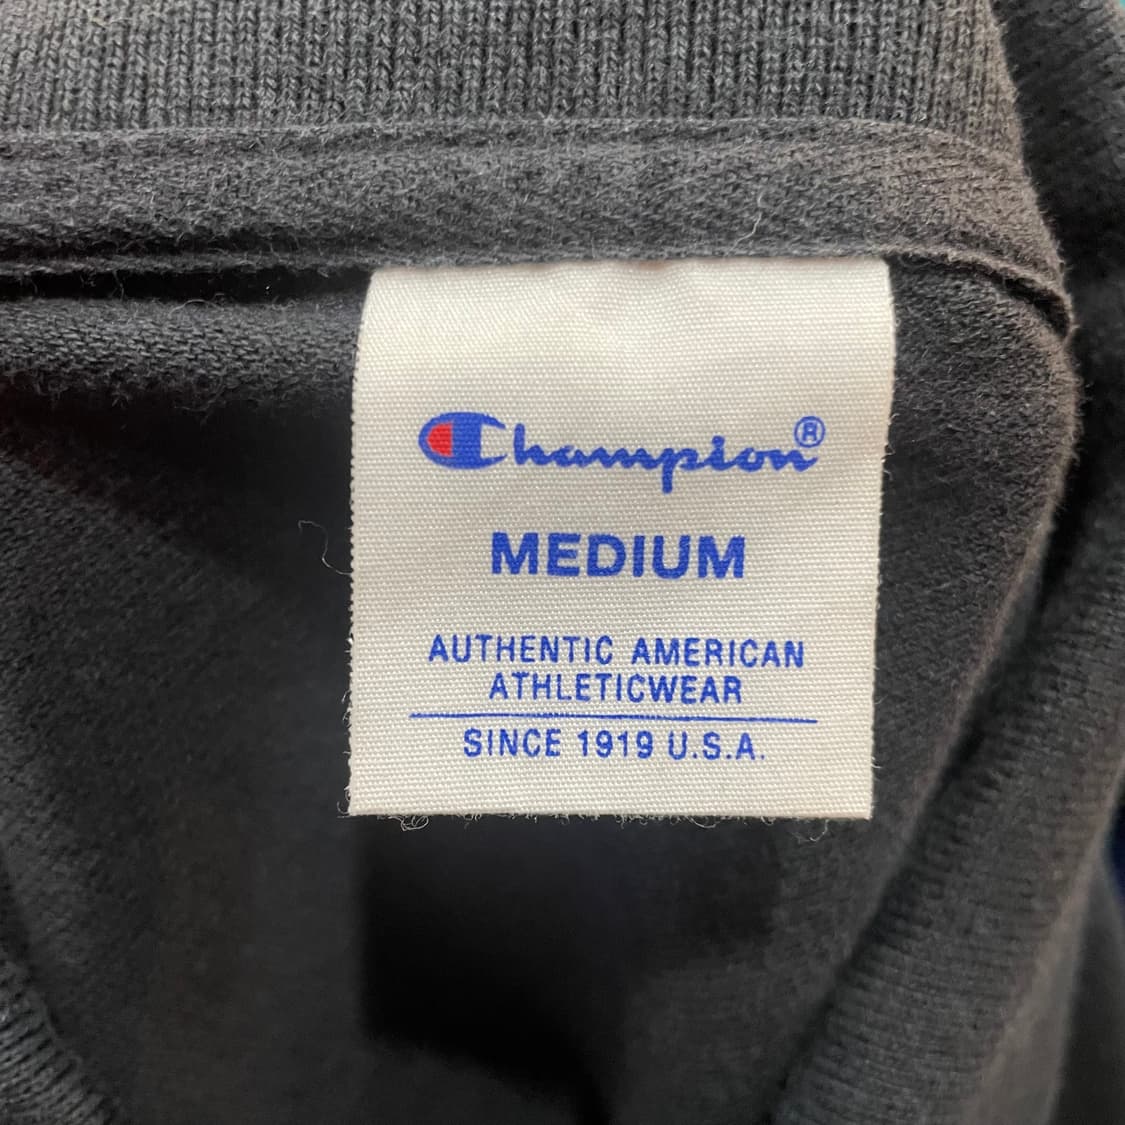 Champion®
MEDIUM
AUTHENTIC AMERICAN
ATHLETICWEAR
SINCE 1919 U.S.A.